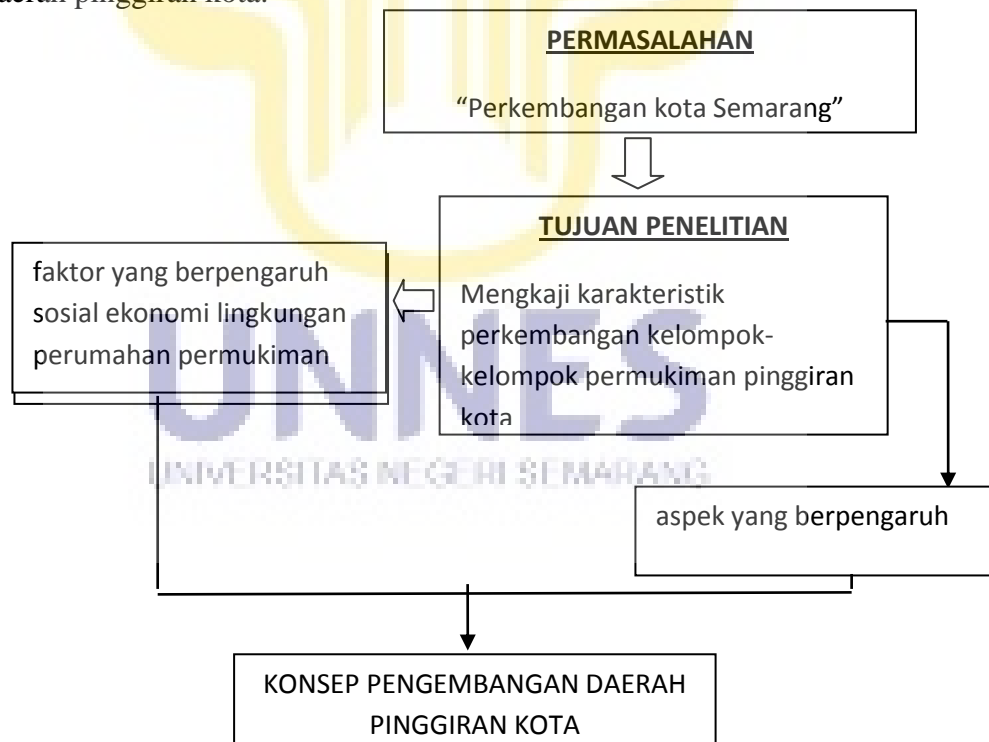 daerah pinggiran kota.
PERMASALAHAN
“Perkembangan kota Semarang”
TUJUAN PENELITIAN
Mengkaji karakteristik
perkembangan kelompok-
kelompok permukiman pinggiran
kota
faktor yang berpengaruh
sosial ekonomi lingkungan
perumahan permukiman
UNNES
UNIVERSITAS NEGERI SEMARANG
aspek yang berpengaruh
KONSEP PENGEMBANGAN DAERAH
PINGGIRAN KOTA